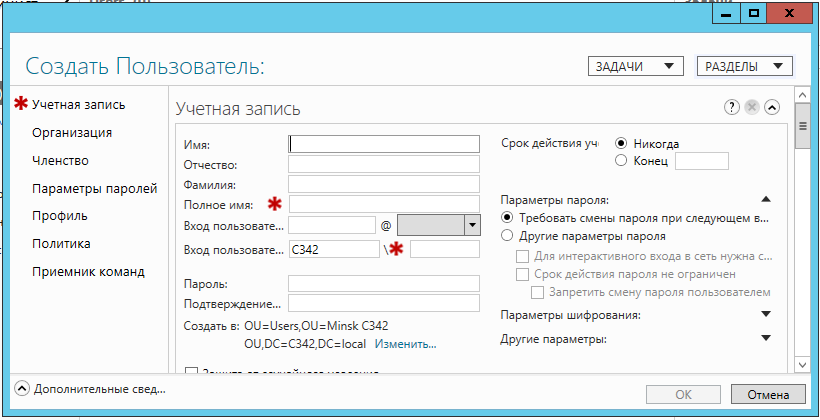 Создать Пользователь:
ЗАДАЧИ
РАЗДЕЛЫ
Учетная запись
Организация
Членство
Параметры паролей
Профиль
Политика
Приемник команд
Учетная запись
Имя:
Отчество:
Фамилия:
Полное имя:
Вход пользовате... @
Вход пользовате... C342 \
Пароль:
Подтверждение...
Создать в: OU=Users,OU=Minsk C342
OU,DC=C342,DC=local Изменить...
Срок действия уч
Никогда
Конец
Параметры пароля:
Требовать смены пароля при следующем в...
Другие параметры пароля
Для интерактивного входа в сеть нужна с...
Срок действия пароля не ограничен
Запретить смену пароля пользователем
Параметры шифрования:
Другие параметры:
Дополнительные свед...
OK
Отмена